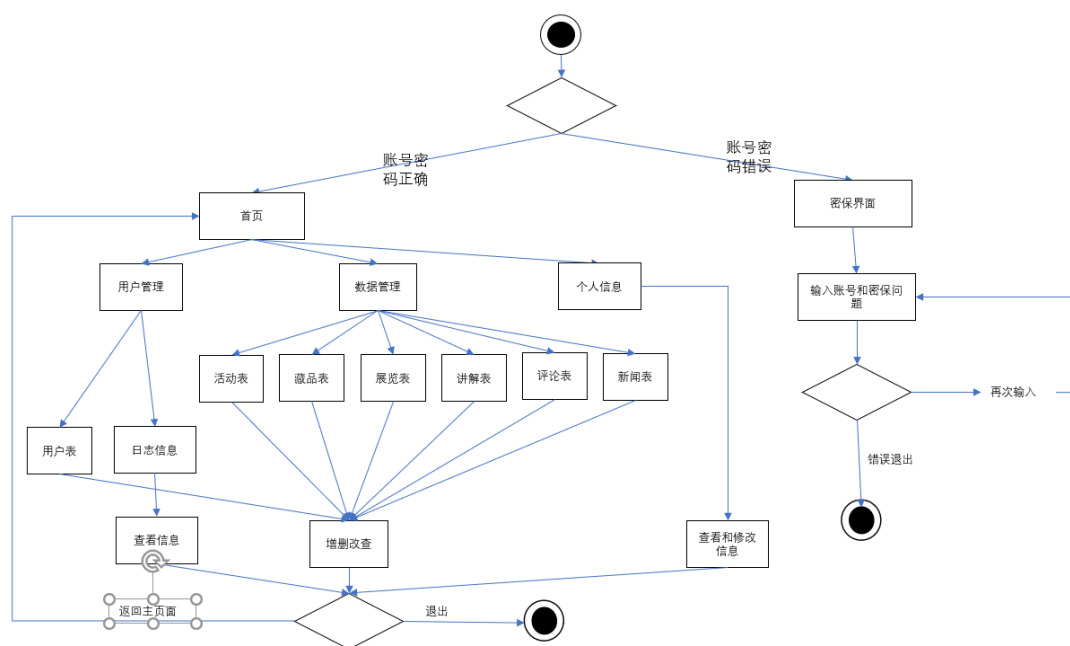 账号密
码正确
账号密
码错误
首页
密保界面
用户管理
数据管理
个人信息
输入账号和密保问
题
活动表
藏品表
展览表
讲解表
评论表
新闻表
再次输入
用户表
日志信息
错误退出
查看信息
增删改查
查看和修改
信息
返回主页面
退出